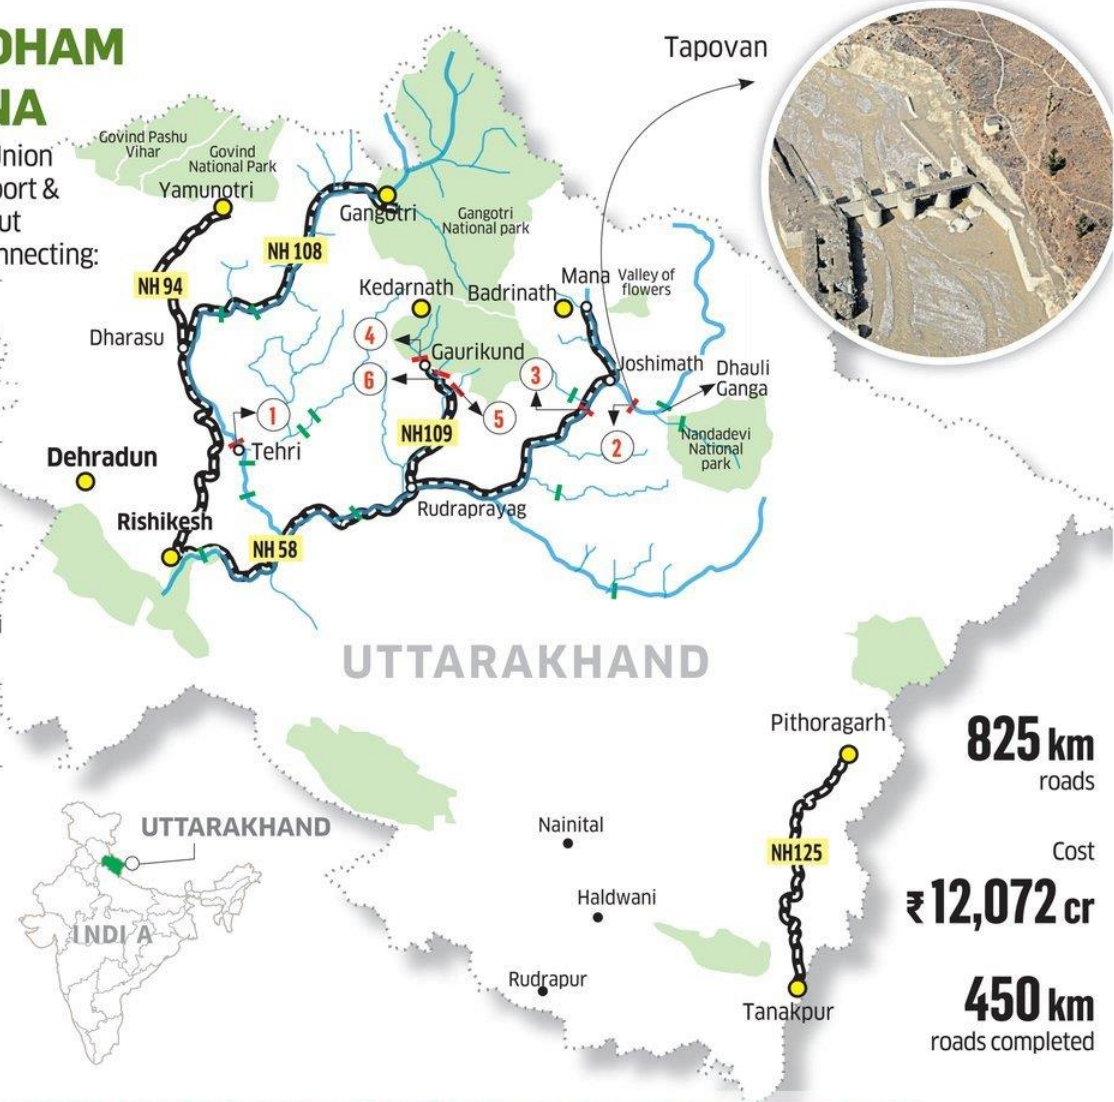 DHAM
NA
Union
port &
out
nnecting:
Tapovan
Govind Pashu
Vihar
Govind
National Park
Yamunotri
Gangotri
Gangotri
National park
NH 108
NH 94
Kedarnath
Badrinath
Mana
Valley of
flowers
Dharasu
4
Gaurikund
Joshimath
6
3
Dhauli
Ganga
1
5
NH109
2
Tehri
Nandadevi
National
park
Dehradun
Rudraprayag
Rishikesh
NH 58
UTTARAKHAND
Pithoragarh
825 km
roads
UTTARAKHAND
Nainital
NH125
Cost
Haldwani
₹12,072 cr
INDIA
Rudrapur
Tanakpur
450 km
roads completed